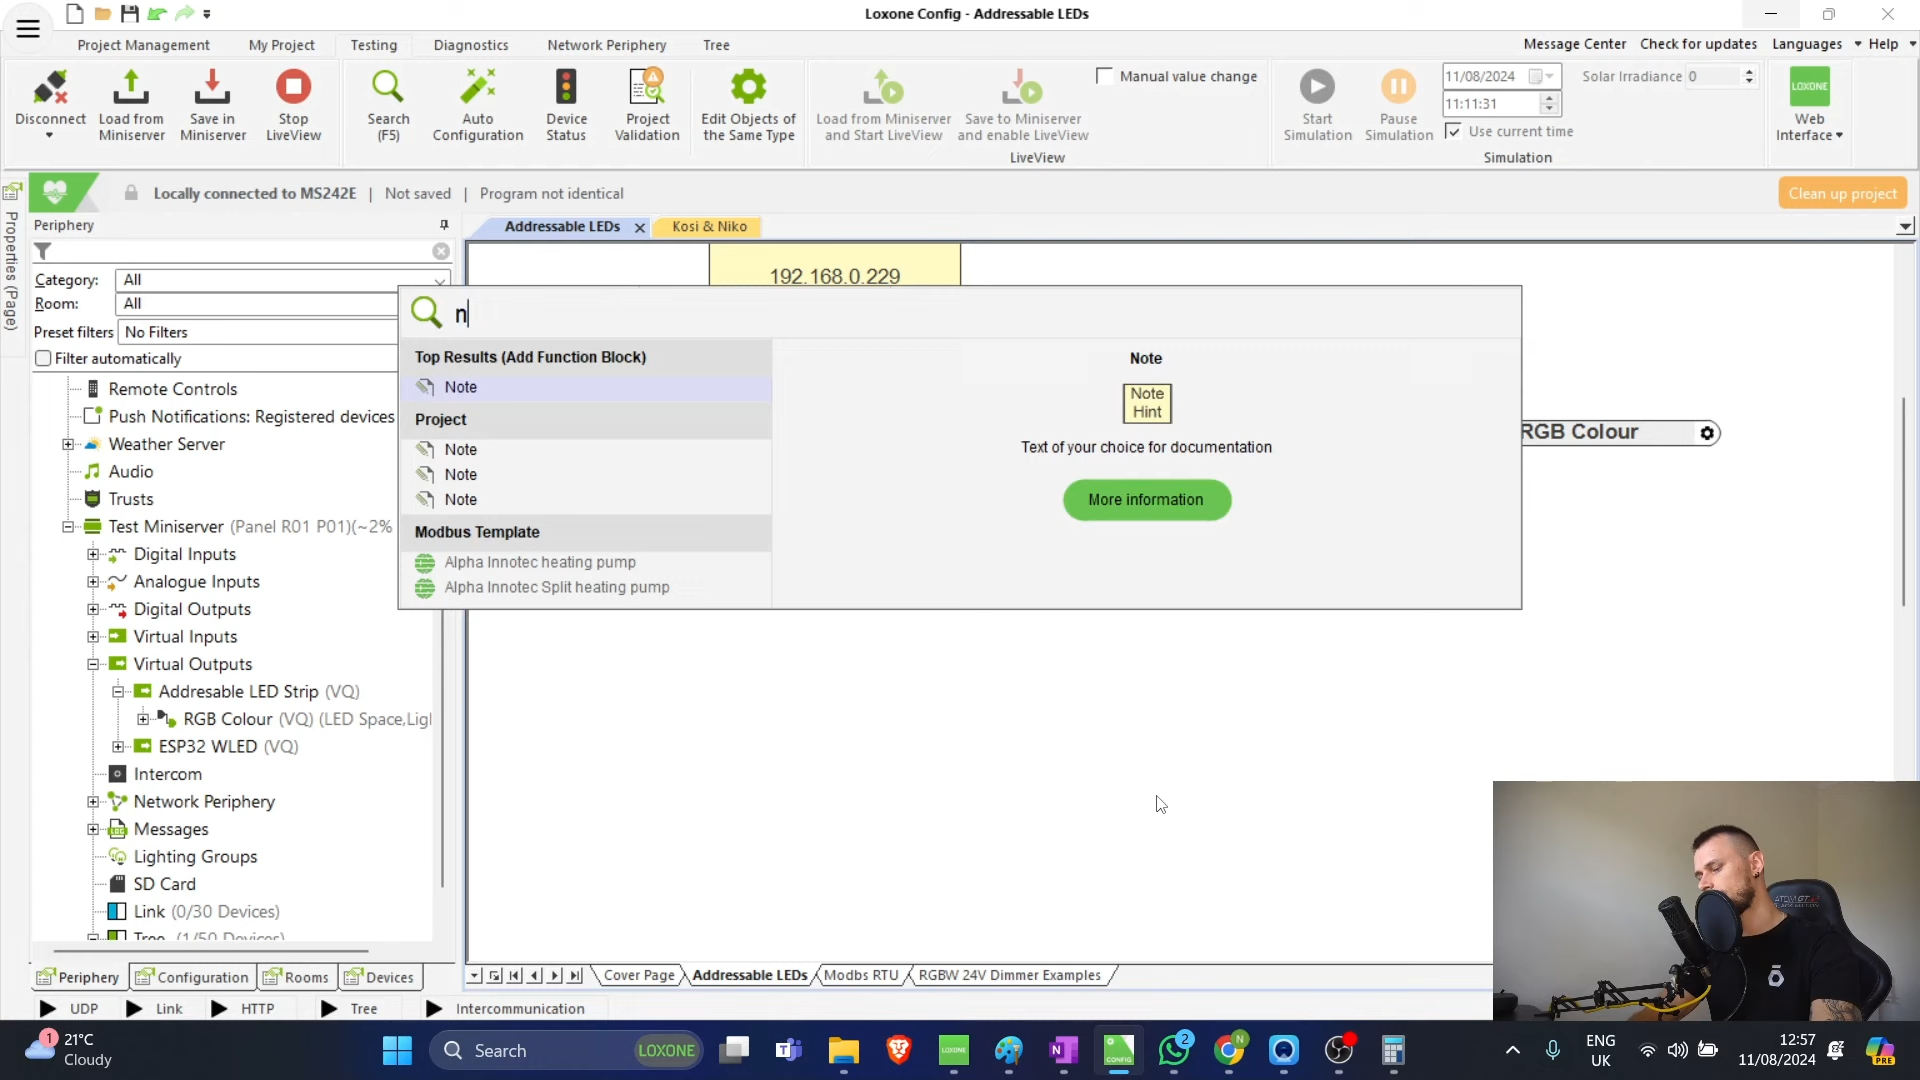 Loxone Config - Addressable LEDs
Project Management
My Project
Testing
Diagnostics
Network Periphery
Tree
Message Center
Check for updates
Languages
Help
Disconnect
Load from
Miniserver
Save in
Miniserver
Stop
LiveView
Search
(F5)
Auto
Configuration
Device
Status
Project
Validation
Edit Objects of
the Same Type
Load from Miniserver
and Start LiveView
Save to Miniserver
and enable LiveView
LiveView
Manual value change
Start
Simulation
Pause
Simulation
11/08/2024
11:11:31
Use current time
Simulation
Solar Irradiance 0
LOXONE
Web
Interface
Properties (Page)
Locally connected to MS242E | Not saved | Program not identical
Clean up project
Periphery
Addressable LEDs
Kosi & Niko
Category: All
Room: All
Preset filters No Filters
Filter automatically
Remote Controls
Push Notifications: Registered devices
Weather Server
Audio
Trusts
Test Miniserver (Panel R01 P01)(~2%
Digital Inputs
Analogue Inputs
Digital Outputs
Virtual Inputs
Virtual Outputs
Addresable LED Strip (VQ)
RGB Colour (VQ) (LED Space,Ligl
ESP32 WLED (VQ)
Intercom
Network Periphery
Messages
Lighting Groups
SD Card
Link (0/30 Devices)
Tree (1/50 Devices)
192.168.0.229
n
Top Results (Add Function Block)
Note
Project
Note
Note
Note
Modbus Template
Alpha Innotec heating pump
Alpha Innotec Split heating pump
Note
Note
Hint
Text of your choice for documentation
More information
RGB Colour
Periphery
Configuration
Rooms
Devices
Cover Page
Addressable LEDs
Modbs RTU
RGBW 24V Dimmer Examples
UDP
Link
HTTP
Tree
Intercommunication
1
21°C
Cloudy
Search
LOXONE
LOXONE
CONFIG
2
N
ENG
UK
12:57
11/08/2024
PRE